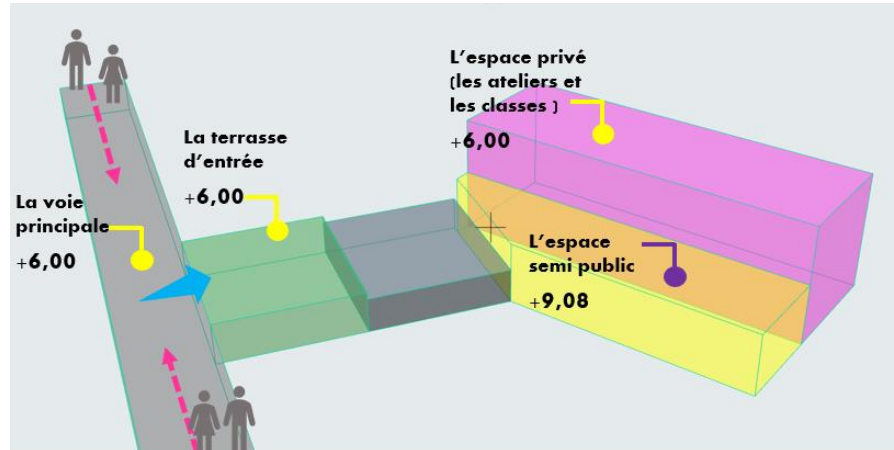 L'espace privé
(les ateliers et
les classes )
+6,00
La terrasse
d'entrée
+6,00
La voie
principale
+6,00
L'espace
semi public
+9,08